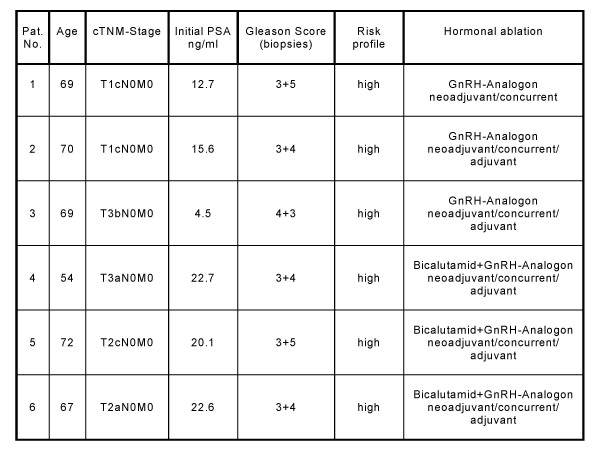 Pat. No. Age cTNM-Stage Initial PSA ng/ml Gleason Score (biopsies) Risk profile Hormonal ablation
1 69 T1cN0M0 12.7 3+5 high GnRH-Analogon neoadjuvant/concurrent
2 70 T1cN0M0 15.6 3+4 high GnRH-Analogon neoadjuvant/concurrent/ adjuvant
3 69 T3bN0M0 4.5 4+3 high GnRH-Analogon neoadjuvant/concurrent/ adjuvant
4 54 T3aN0M0 22.7 3+4 high Bicalutamid+GnRH-Analogon neoadjuvant/concurrent/ adjuvant
5 72 T2cN0M0 20.1 3+5 high Bicalutamid+GnRH-Analogon neoadjuvant/concurrent/ adjuvant
6 67 T2aN0M0 22.6 3+4 high Bicalutamid+GnRH-Analogon neoadjuvant/concurrent/ adjuvant